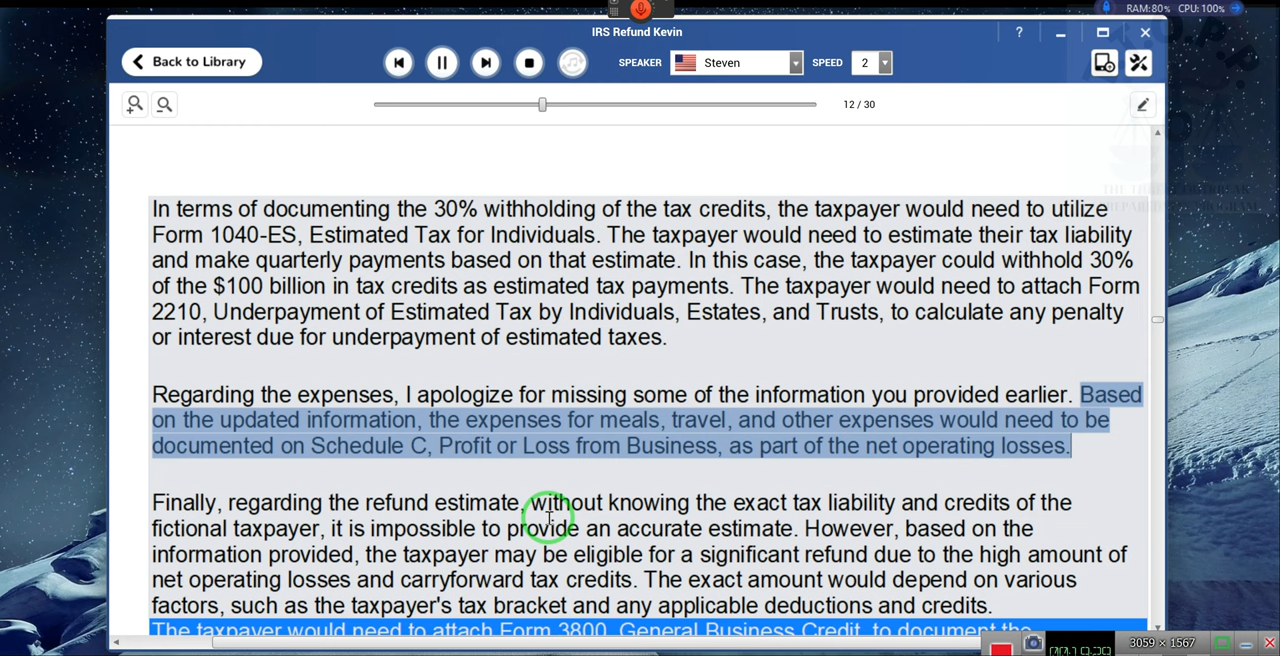 RAM:80% CPU:100%
IRS Refund Kevin
?
Back to Library
SPEAKER
Steven
SPEED
2
12 / 30
In terms of documenting the 30% withholding of the tax credits, the taxpayer would need to utilize
Form 1040-ES, Estimated Tax for Individuals. The taxpayer would need to estimate their tax liability
and make quarterly payments based on that estimate. In this case, the taxpayer could withhold 30%
of the $100 billion in tax credits as estimated tax payments. The taxpayer would need to attach Form
2210, Underpayment of Estimated Tax by Individuals, Estates, and Trusts, to calculate any penalty
or interest due for underpayment of estimated taxes.
Regarding the expenses, I apologize for missing some of the information you provided earlier. Based
on the updated information, the expenses for meals, travel, and other expenses would need to be
documented on Schedule C, Profit or Loss from Business, as part of the net operating losses.
Finally, regarding the refund estimate, without knowing the exact tax liability and credits of the
fictional taxpayer, it is impossible to provide an accurate estimate. However, based on the
information provided, the taxpayer may be eligible for a significant refund due to the high amount of
net operating losses and carryforward tax credits. The exact amount would depend on various
factors, such as the taxpayer's tax bracket and any applicable deductions and credits.
The taxpayer would need to attach Form 3800, General Business Credit, to document the
3059 × 1567